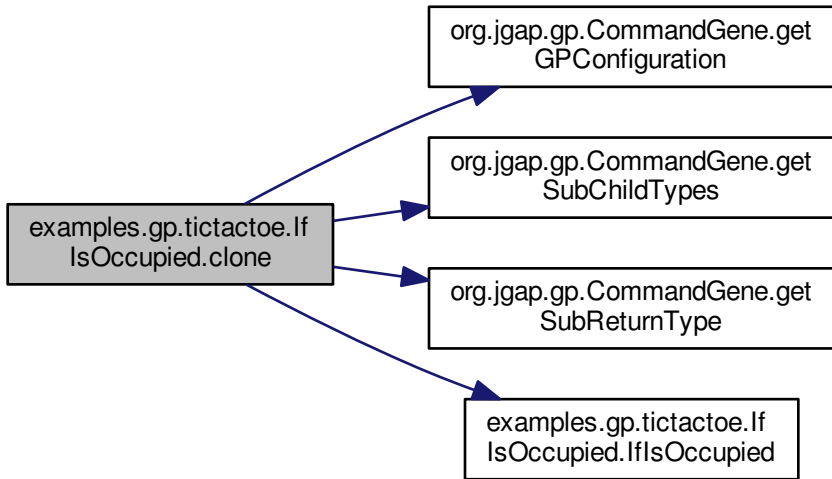 org.jgap.gp.CommandGene.get
GPConfiguration
org.jgap.gp.CommandGene.get
SubChildTypes
examples.gp.tictactoe.If
IsOccupied.clone
org.jgap.gp.CommandGene.get
SubReturnType
examples.gp.tictactoe.If
IsOccupied.IfIsOccupied